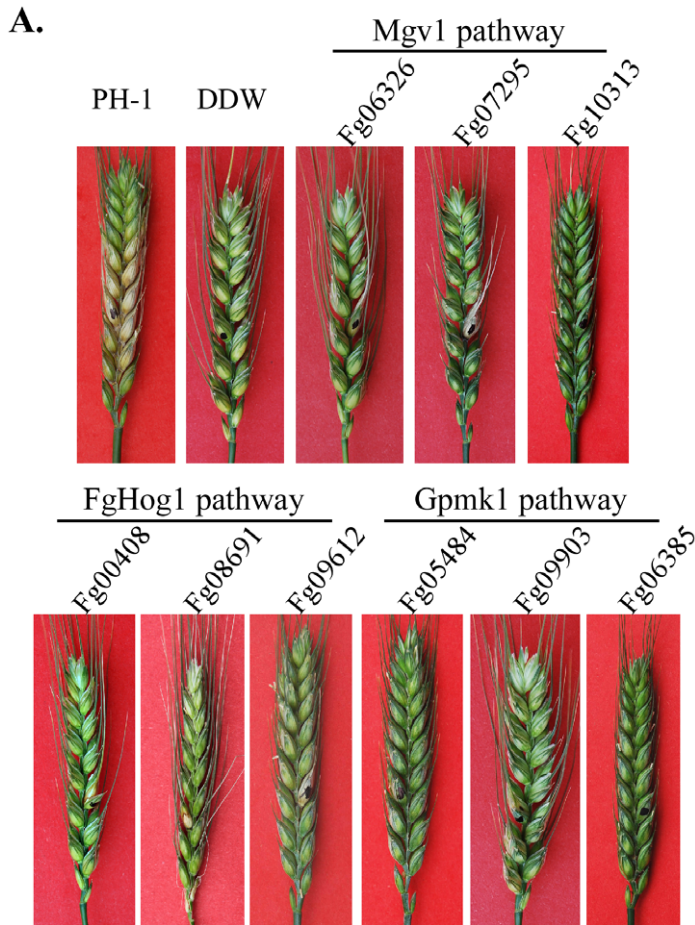 A.
Mgv1 pathway
PH-1 DDW Fg06326 Fg07295 Fg10313
FgHog1 pathway Gpmk1 pathway
Fg00408 Fg08691 Fg09612 Fg05484 Fg09903 Fg06385